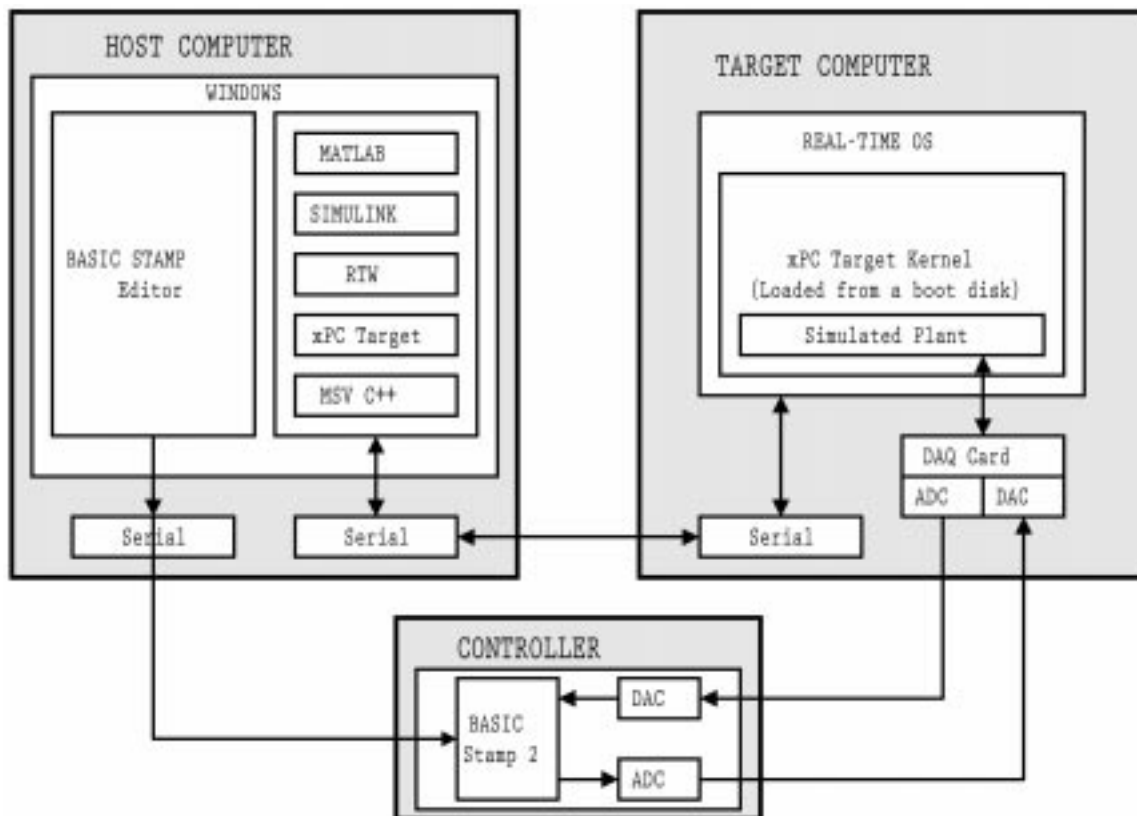 HOST COMPUTER
WINDOWS
BASIC STAMP
Editor
MATLAB
SIMULINK
RTW
xPC Target
MSV C++
Serial
Serial
TARGET COMPUTER
REAL-TIME OS
xPC Target Kernel
(Loaded from a boot disk)
Simulated Plant
DAQ Card
ADC
DAC
Serial
CONTROLLER
BASIC
Stamp 2
DAC
ADC